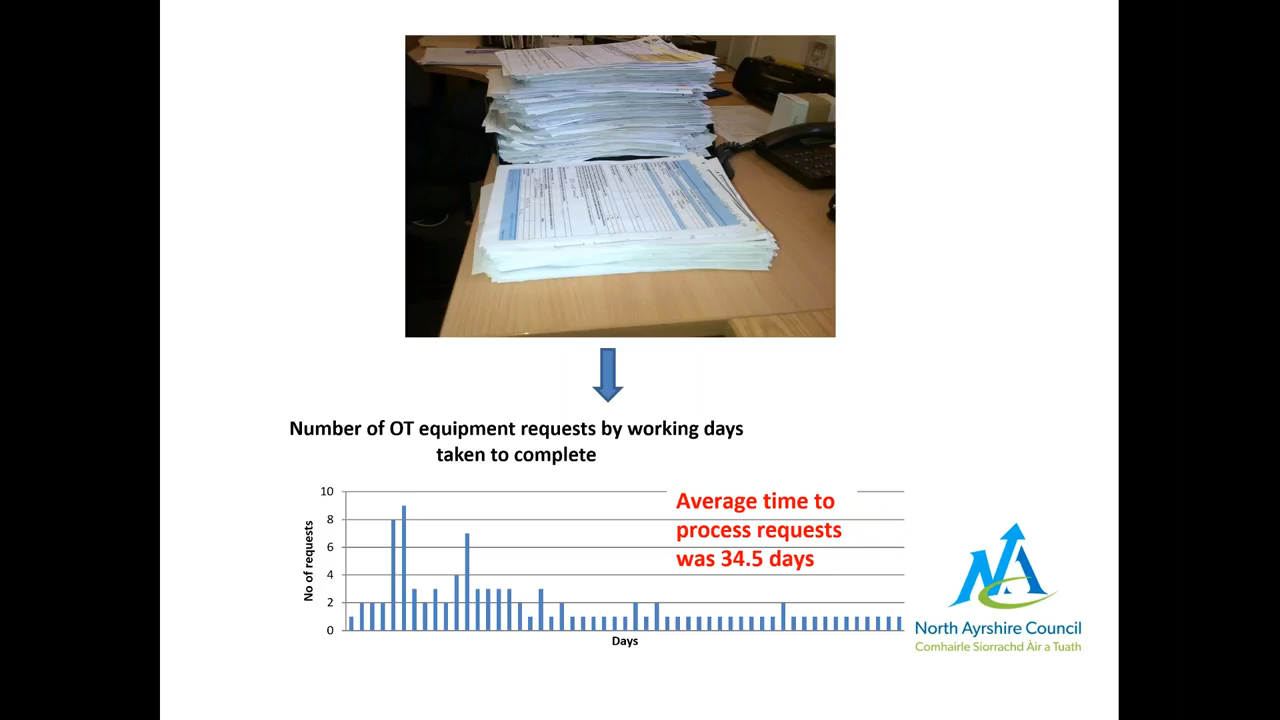 Number of OT equipment requests by working days
taken to complete
10
8
6
4
2
0
No of requests
Average time to
process requests
was 34.5 days
Days
North Ayrshire Council
Comhairle Siorrachd Àir a Tuath